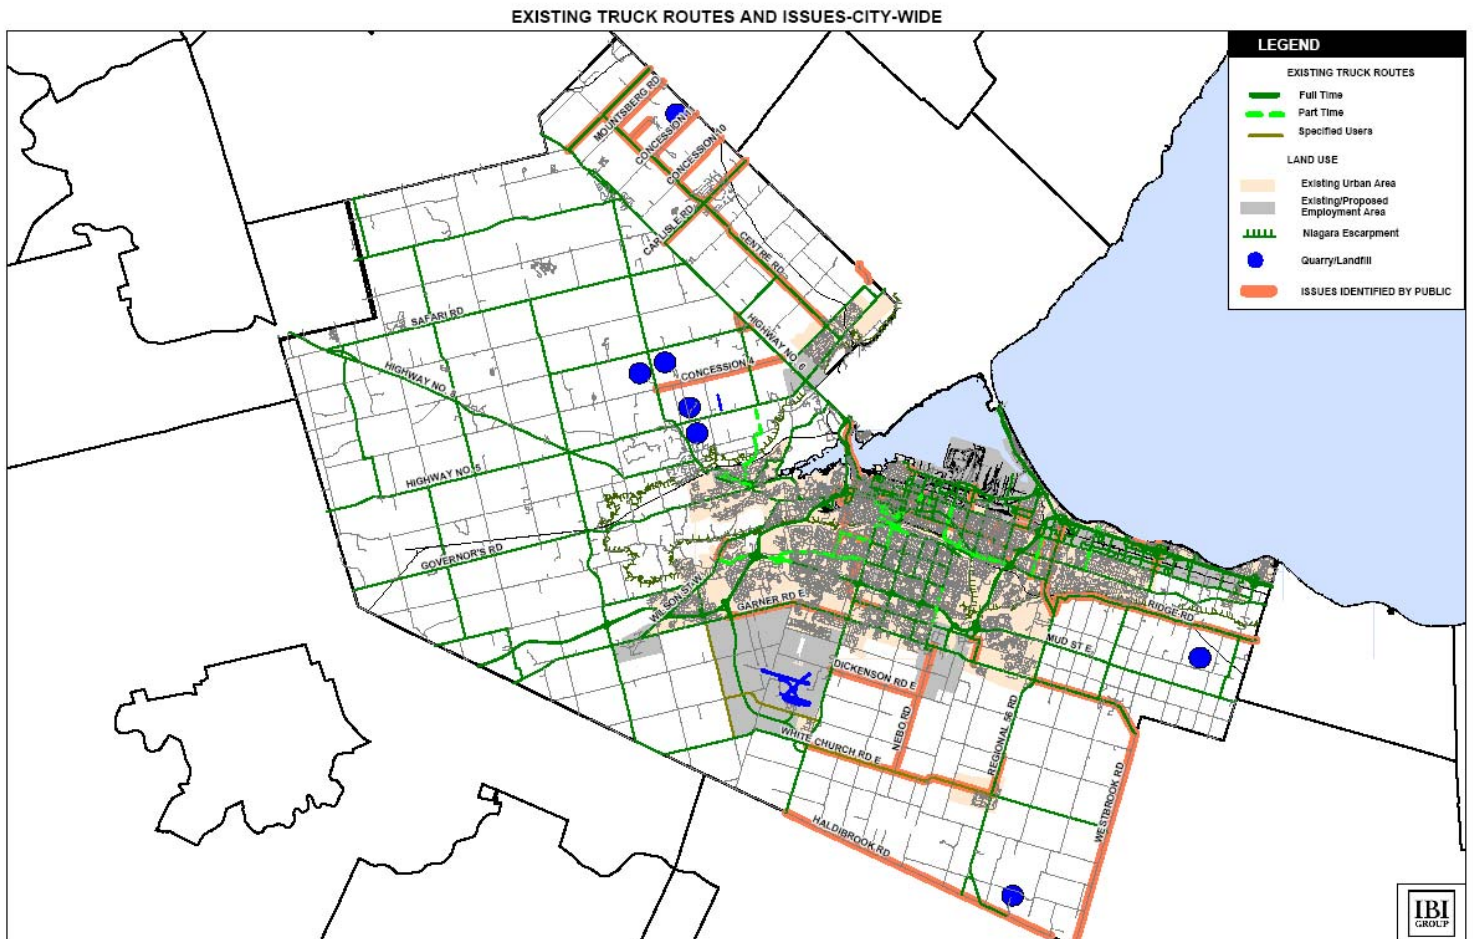 EXISTING TRUCK ROUTES AND ISSUES-CITY-WIDE
LEGEND
EXISTING TRUCK ROUTES
Full Time
Part Time
Specified Users
LAND USE
Existing Urban Area
Existing/Proposed
Employment Area
Niagara Escarpment
Quarry/Landfill
ISSUES IDENTIFIED BY PUBLIC
MOUNTSBERG RD
CONCESSION 11
CONCESSION 10
CARLISLE RD
CENTRE RD
SAFARI RD
HIGHWAY NO. 6
HIGHWAY NO. 8
CONCESSION 4
HIGHWAY NO. 5
GOVERNOR'S RD
WILSON ST W
GARNER RD E
RIDGE RD
MUD ST E
DICKENSON RD E
NEBO RD
REGIONAL 56 RD
WHITE CHURCH RD E
WESTBROOK RD
HALDIBROOK RD
IBI
GROUP